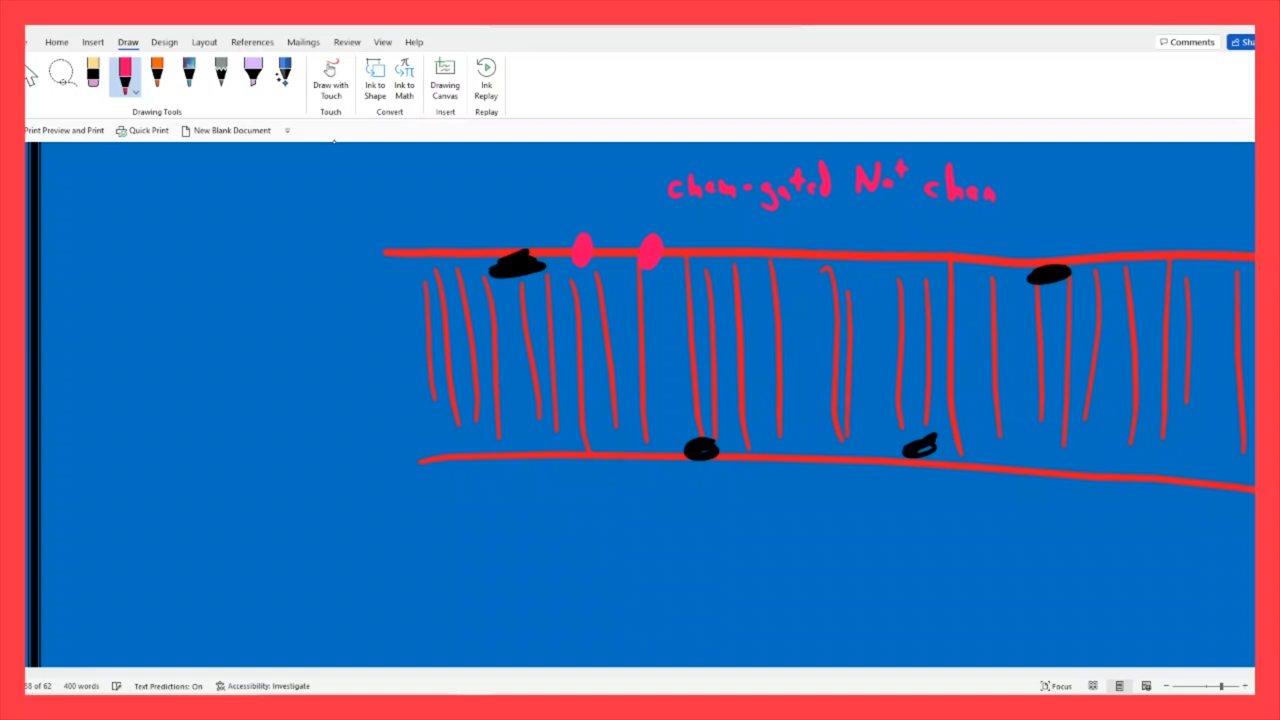 Home Insert Draw Design Layout References Mailings Review View Help Comments
Draw with Touch Ink to Shape Ink to Math Drawing Canvas Ink Replay
Drawing Tools Touch Convert Insert Replay
Print Preview and Print Quick Print New Blank Document
chem-gated Na+ chan
of 62 400 words Text Predictions: On Accessibility: Investigate Focus